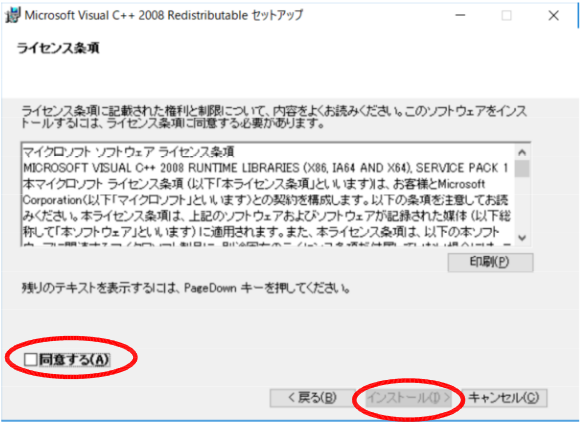 Microsoft Visual C++ 2008 Redistributable セットアップ
ライセンス条項
ライセンス条項に記載された権利と制限について、内容をよくお読みください。このソフトウェアをインス
トールするには、ライセンス条項に同意する必要があります。
マイクロソフト ソフトウェア ライセンス条項
MICROSOFT VISUAL C++ 2008 RUNTIME LIBRARIES (X86, IA64 AND X64), SERVICE PACK 1
本マイクロソフト ライセンス条項 (以下「本ライセンス条項」といいます)は、お客様とMicrosoft
Corporation(以下「マイクロソフト」といいます)との契約を構成します。以下の条項を注意してお読
みください。本ライセンス条項は、上記のソフトウェアおよびソフトウェアが記録された媒体 (以下総
称して「本ソフトウェア」といいます) に適用されます。また、本ライセンス条項は、以下の本ソフト
印刷(P)
残りのテキストを表示するには、PageDown キーを押してください。
同意する(A)
< 戻る(B)
インストール(I) >
キャンセル(C)